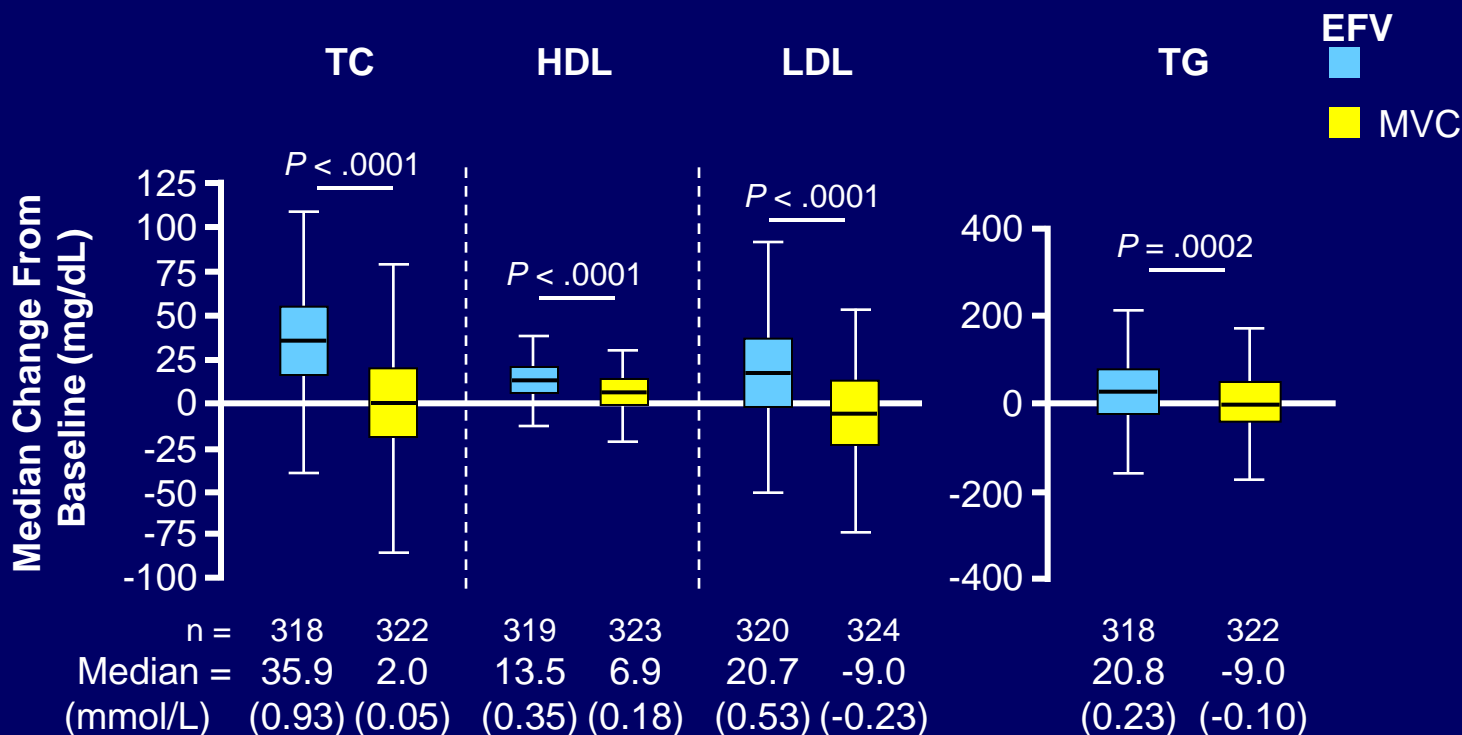 EFV
TC HDL LDL TG
MVC
P < .0001
P < .0001
P < .0001
P = .0002
Median Change From
Baseline (mg/dL)
125
100
75
50
25
0
-25
-50
-75
-100
400
200
0
-200
-400
n = 318 322 319 323 320 324 318 322
Median = 35.9 2.0 13.5 6.9 20.7 -9.0 20.8 -9.0
(mmol/L) (0.93) (0.05) (0.35) (0.18) (0.53) (-0.23) (0.23) (-0.10)